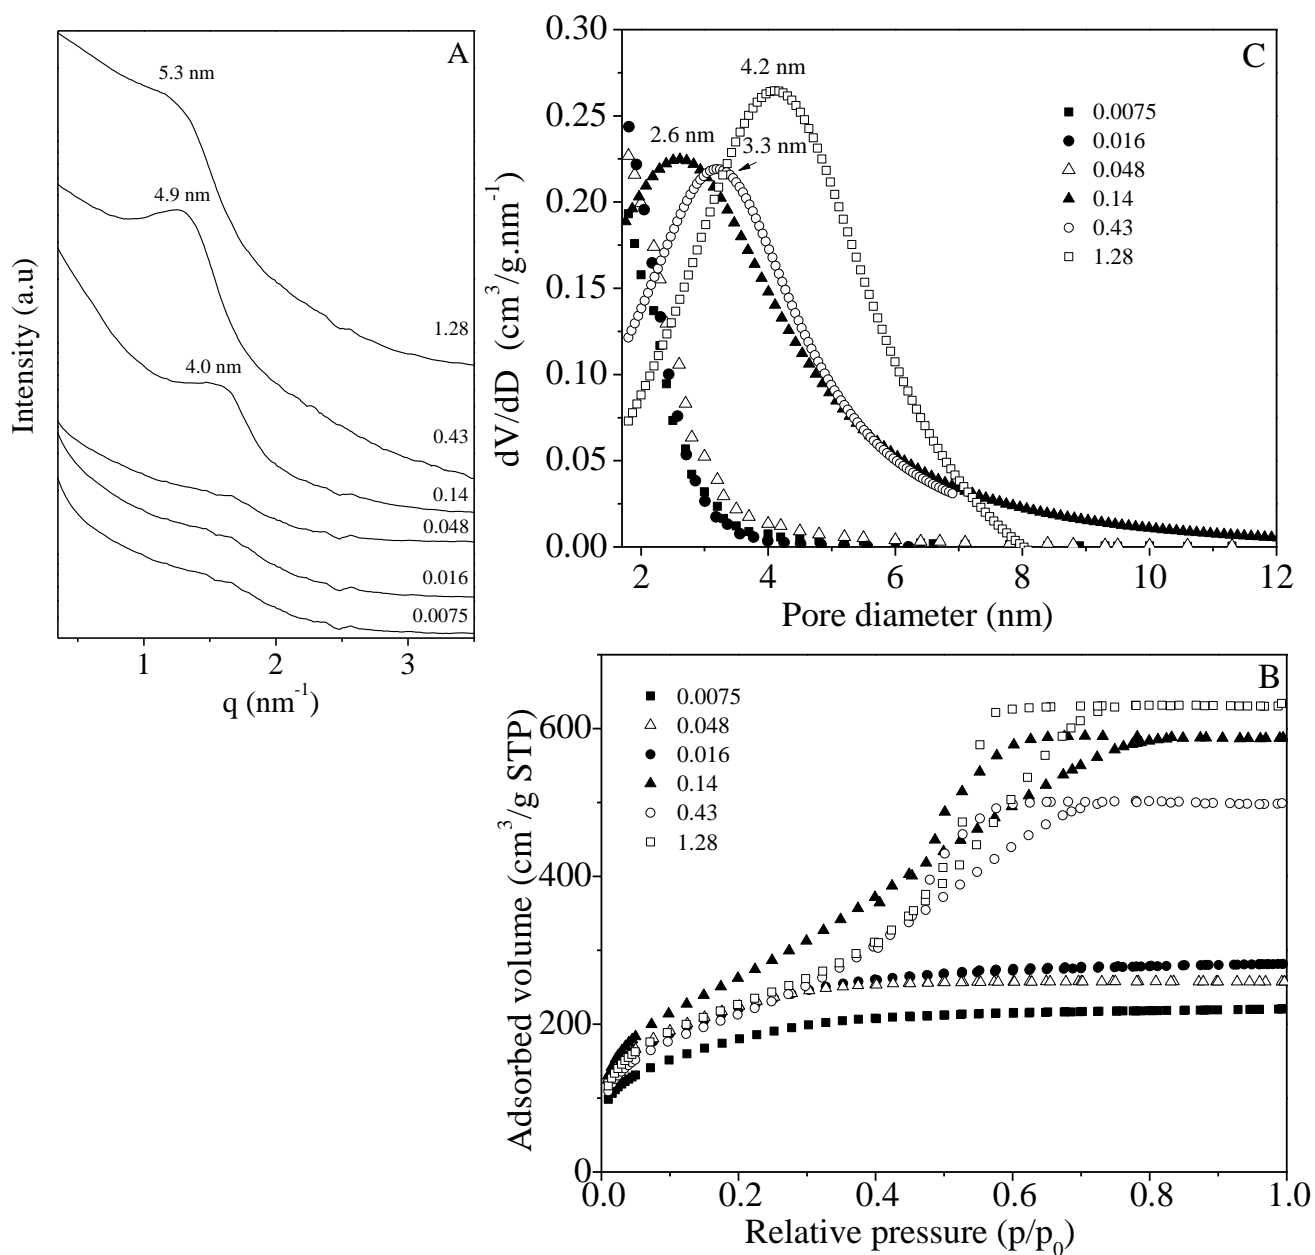 A
5.3 nm
4.9 nm
4.0 nm
1.28
0.43
0.14
0.048
0.016
0.0075
Intensity (a.u)
1 2 3
q (nm⁻¹)
C
4.2 nm
2.6 nm
3.3 nm
0.0075
0.016
0.048
0.14
0.43
1.28
0.30
0.25
0.20
0.15
0.10
0.05
0.00
dV/dD (cm³/g.nm⁻¹)
2 4 6 8 10 12
Pore diameter (nm)
B
0.0075
0.048
0.016
0.14
0.43
1.28
600
400
200
0
Adsorbed volume (cm³/g STP)
0.0 0.2 0.4 0.6 0.8 1.0
Relative pressure (p/p₀)